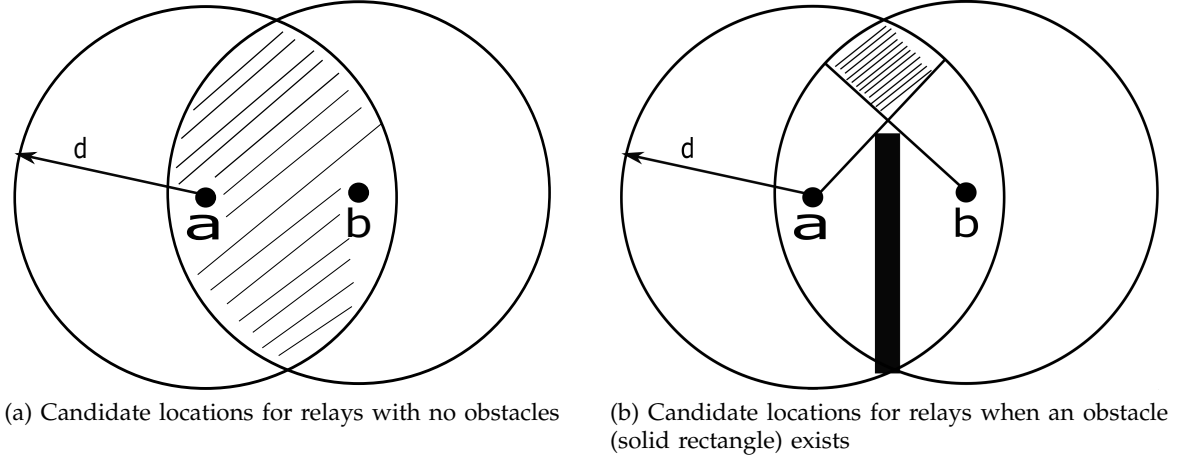 d
a
b
d
a
b
(a) Candidate locations for relays with no obstacles
(b) Candidate locations for relays when an obstacle
(solid rectangle) exists